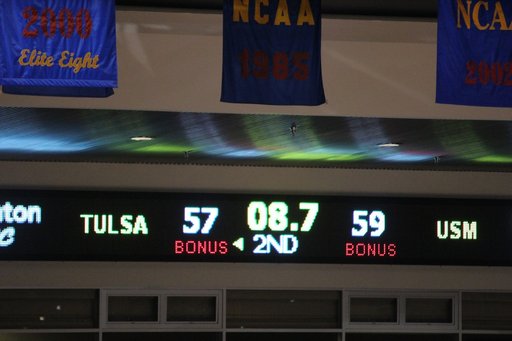 2000
Elite Eight
NCAA
1985
NCAA
TULSA 57 08.7 59 USM
BONUS 2ND BONUS